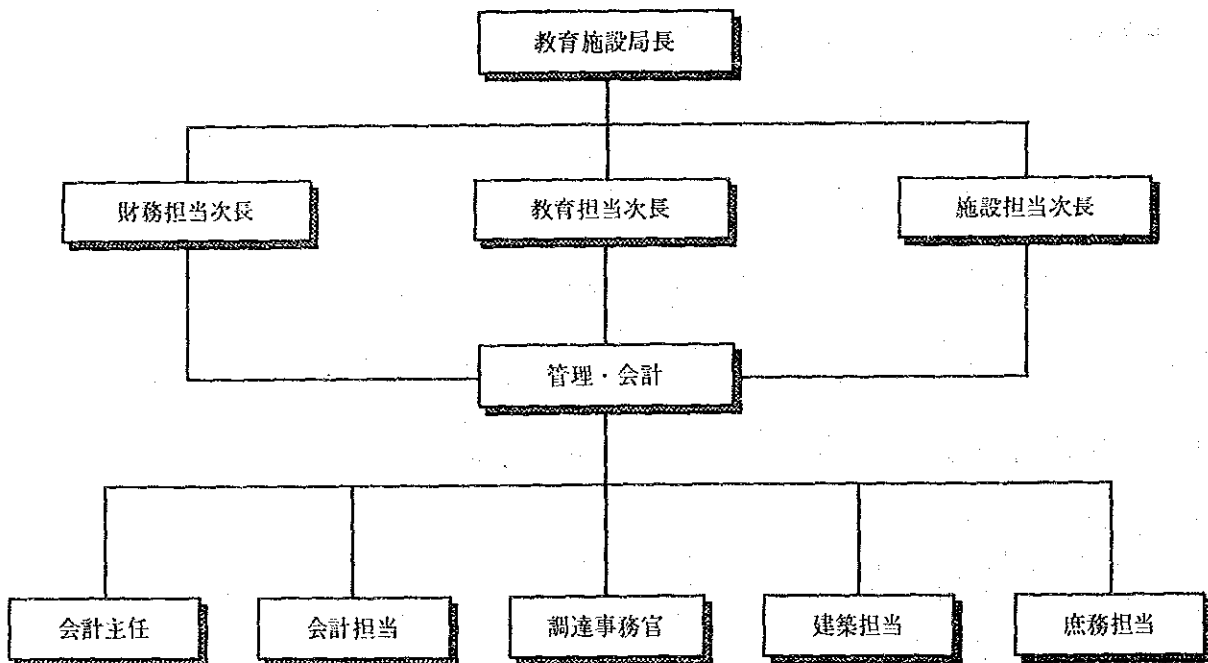 教育施設局長
財務担当次長
教育担当次長
施設担当次長
管理・会計
会計主任
会計担当
調達事務官
建築担当
庶務担当